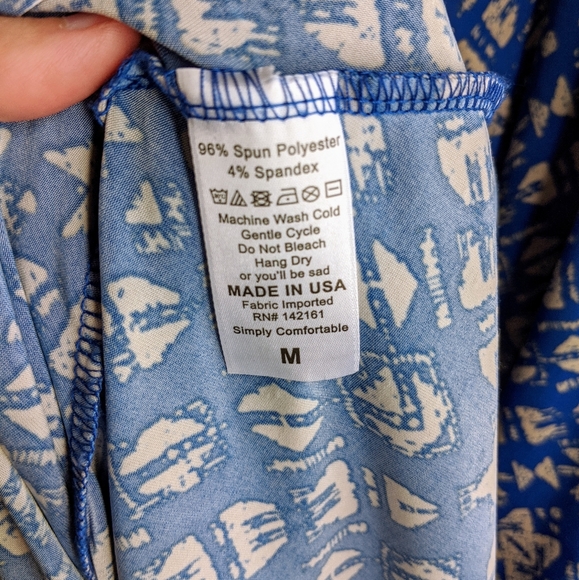 96% Spun Polyester
4% Spandex
Machine Wash Cold
Gentle Cycle
Do Not Bleach
Hang Dry
or you'll be sad
MADE IN USA
Fabric Imported
RN# 142161
Simply Comfortable
M